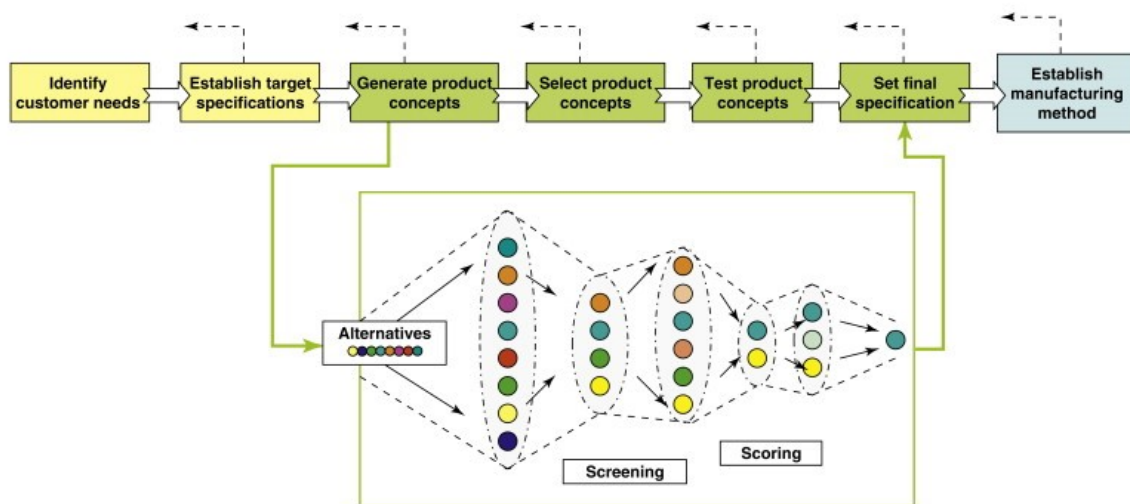 Identify
customer needs
Establish target
specifications
Generate product
concepts
Select product
concepts
Test product
concepts
Set final
specification
Establish
manufacturing
method
Alternatives
Scoring
Screening